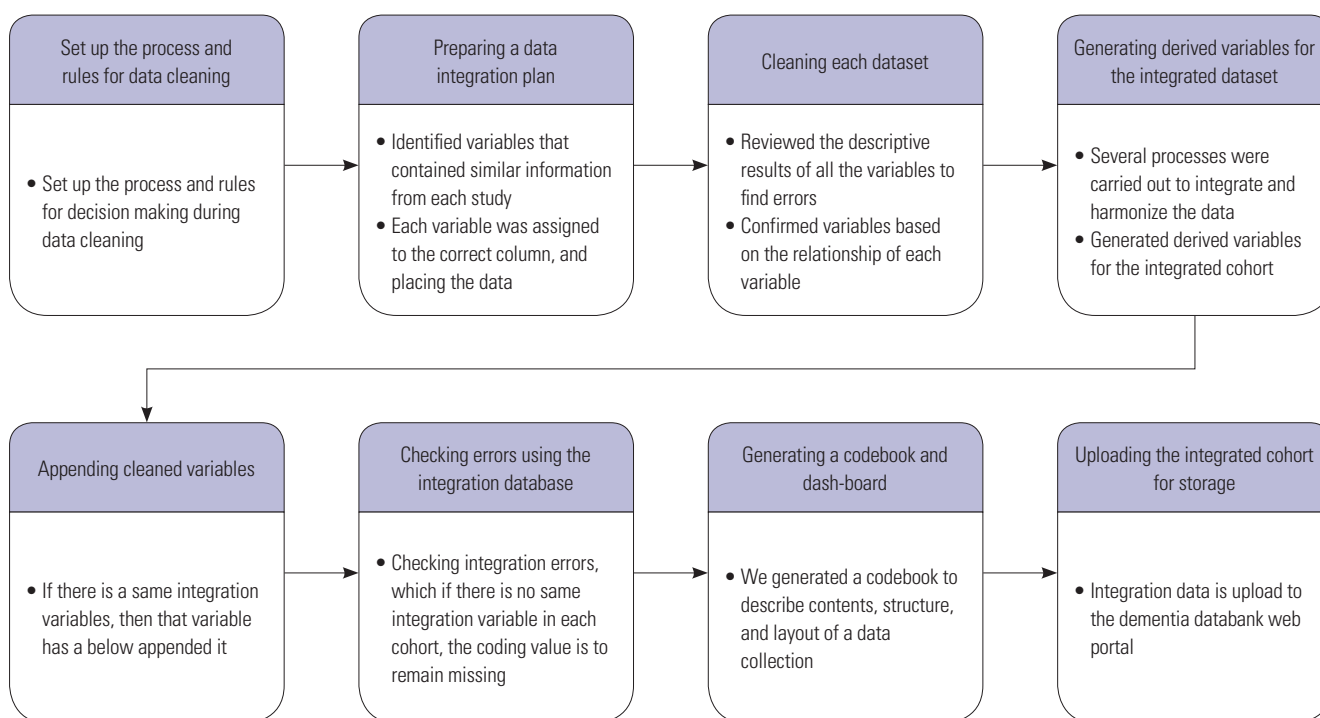 Set up the process and
rules for data cleaning
• Set up the process and rules
for decision making during
data cleaning
Preparing a data
integration plan
• Identified variables that
contained similar information
from each study
• Each variable was assigned
to the correct column, and
placing the data
Cleaning each dataset
• Reviewed the descriptive
results of all the variables to
find errors
• Confirmed variables based
on the relationship of each
variable
Generating derived variables for
the integrated dataset
• Several processes were
carried out to integrate and
harmonize the data
• Generated derived variables
for the integrated cohort
Appending cleaned variables
• If there is a same integration
variables, then that variable
has a below appended it
Checking errors using the
integration database
• Checking integration errors,
which if there is no same
integration variable in each
cohort, the coding value is to
remain missing
Generating a codebook and
dash-board
• We generated a codebook to
describe contents, structure,
and layout of a data
collection
Uploading the integrated cohort
for storage
• Integration data is upload to
the dementia databank web
portal